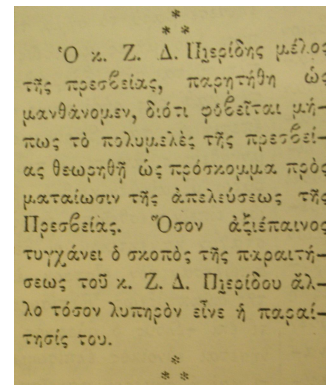 *
* *
Ὁ κ. Ζ. Δ. Πιερίδης μέλος
τῆς πρεσβείας, παρητήθη ὡς
μανθάνομεν, διότι φοβεῖται μή-
πως τὸ πολυμελὲς τῆς πρεσβεί-
ας θεωρηθῆ ὡς πρόσκομμα πρὸς
ματαίωσιν τῆς ἀπελεύσεως τῆς
Πρεσβείας. Ὅσον ἀξιέπαινος
τυγχάνει ὁ σκοπὸς τῆς παραιτή-
σεως τοῦ κ. Ζ. Δ. Πιερίδου ἄλ-
λο τόσον λυπηρὸν εἶνε ἡ παραί-
τησίς του.
*
* *